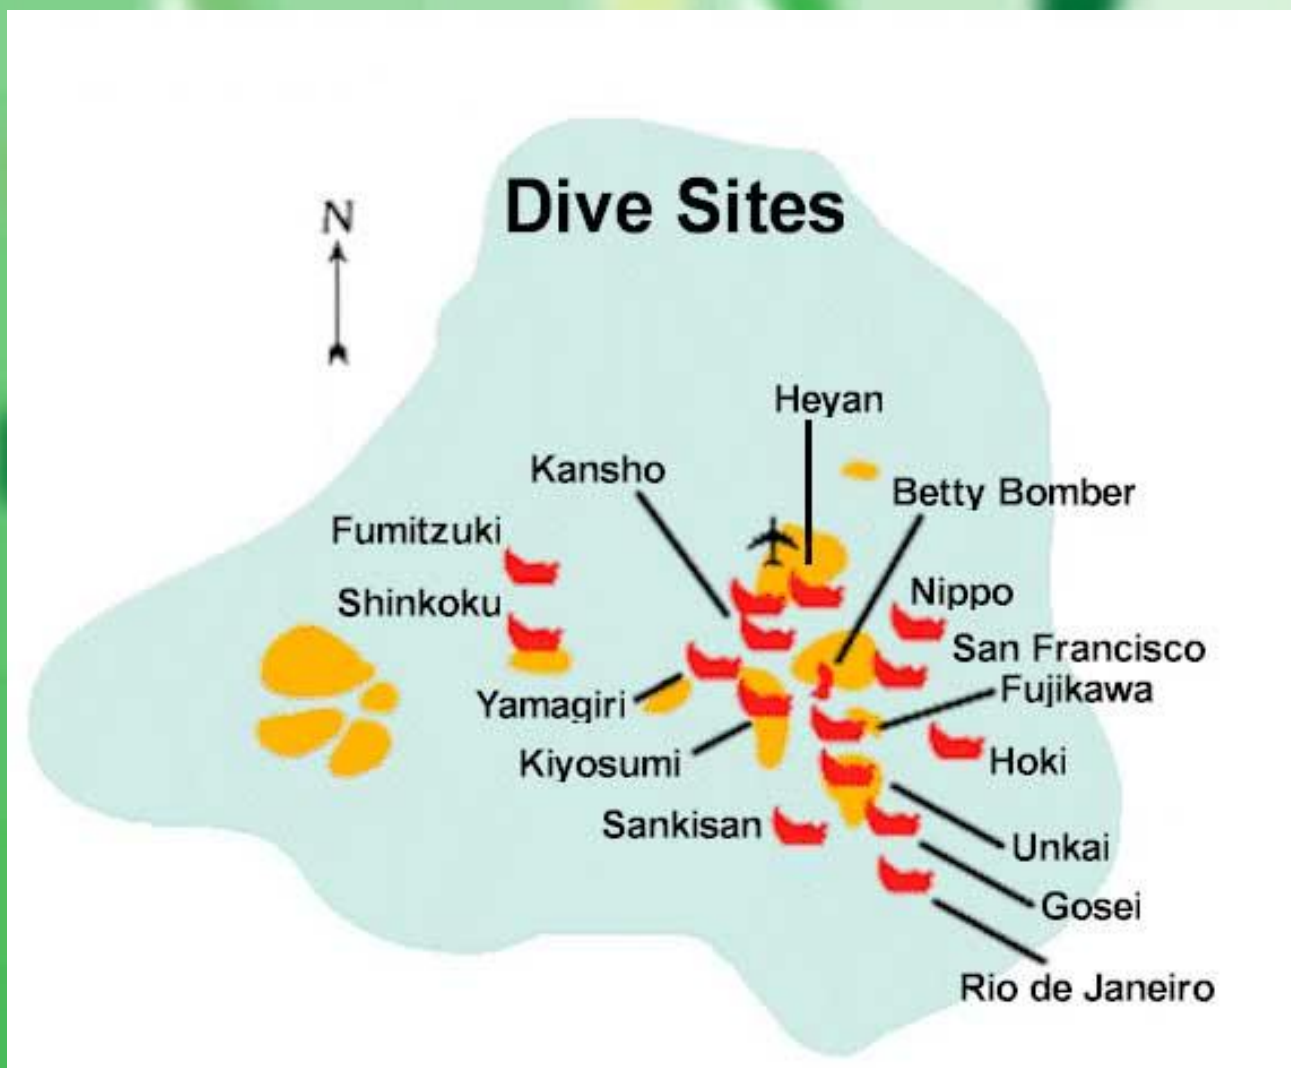 Dive Sites
N
Heyan
Kansho
Betty Bomber
Fumitzuki
Nippo
Shinkoku
San Francisco
Fujikawa
Yamagiri
Kiyosumi
Hoki
Sankisan
Unkai
Gosei
Rio de Janeiro